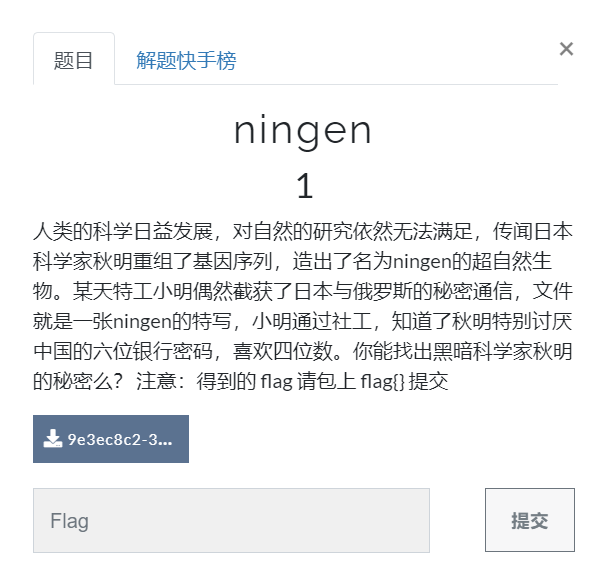 题目
解题快手榜
×
ningen
1
人类的科学日益发展，对自然的研究依然无法满足，传闻日本
科学家秋明重组了基因序列，造出了名为ningen的超自然生
物。某天特工小明偶然截获了日本与俄罗斯的秘密通信，文件
就是一张ningen的特写，小明通过社工，知道了秋明特别讨厌
中国的六位银行密码，喜欢四位数。你能找出黑暗科学家秋明
的秘密么？ 注意：得到的 flag 请包上 flag{} 提交
9e3ec8c2-3...
Flag
提交